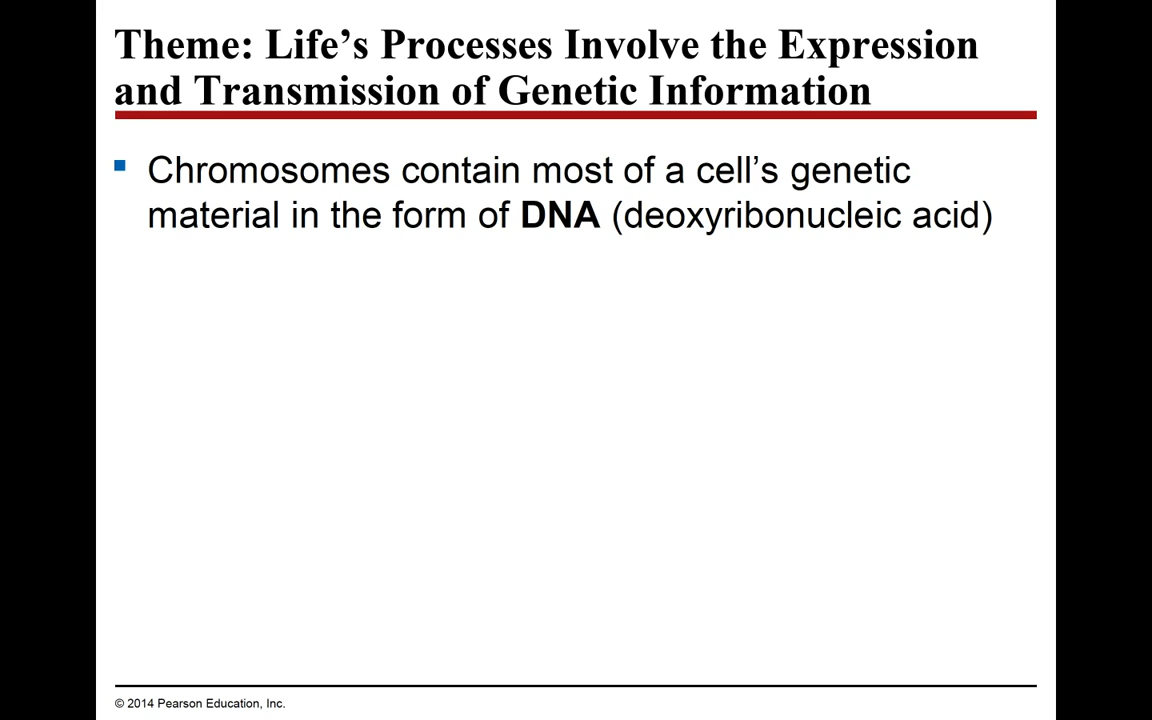 Theme: Life’s Processes Involve the Expression
and Transmission of Genetic Information
Chromosomes contain most of a cell’s genetic
material in the form of DNA (deoxyribonucleic acid)
© 2014 Pearson Education, Inc.